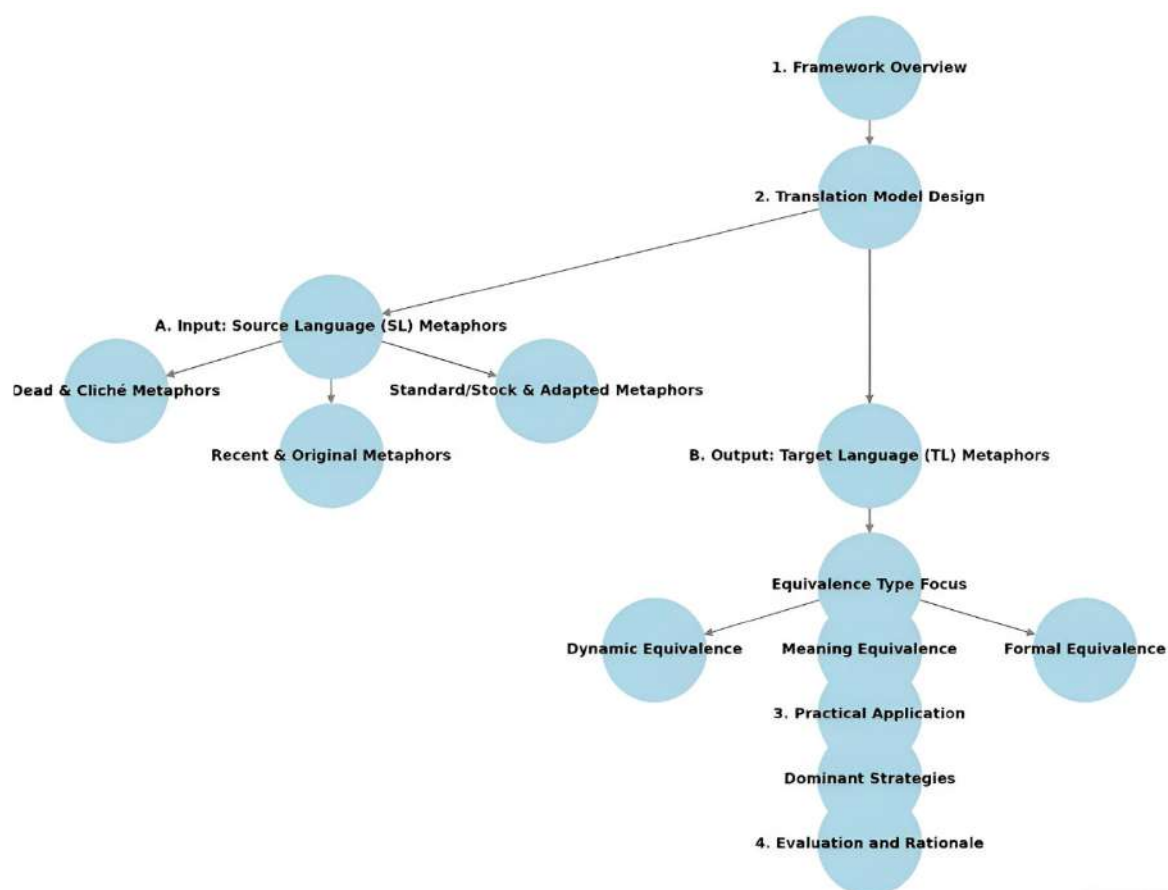 1. Framework Overview
2. Translation Model Design
A. Input: Source Language (SL) Metaphors
Dead & Cliché Metaphors
Standard/Stock & Adapted Metaphors
Recent & Original Metaphors
B. Output: Target Language (TL) Metaphors
Equivalence Type Focus
Dynamic Equivalence
Meaning Equivalence
Formal Equivalence
3. Practical Application
Dominant Strategies
4. Evaluation and Rationale